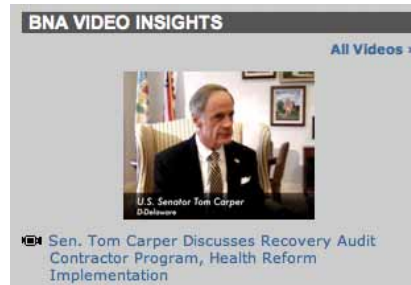 BNA VIDEO INSIGHTS
All Videos »
U.S. Senator Tom Carper
D-Delaware
Sen. Tom Carper Discusses Recovery Audit
Contractor Program, Health Reform
Implementation